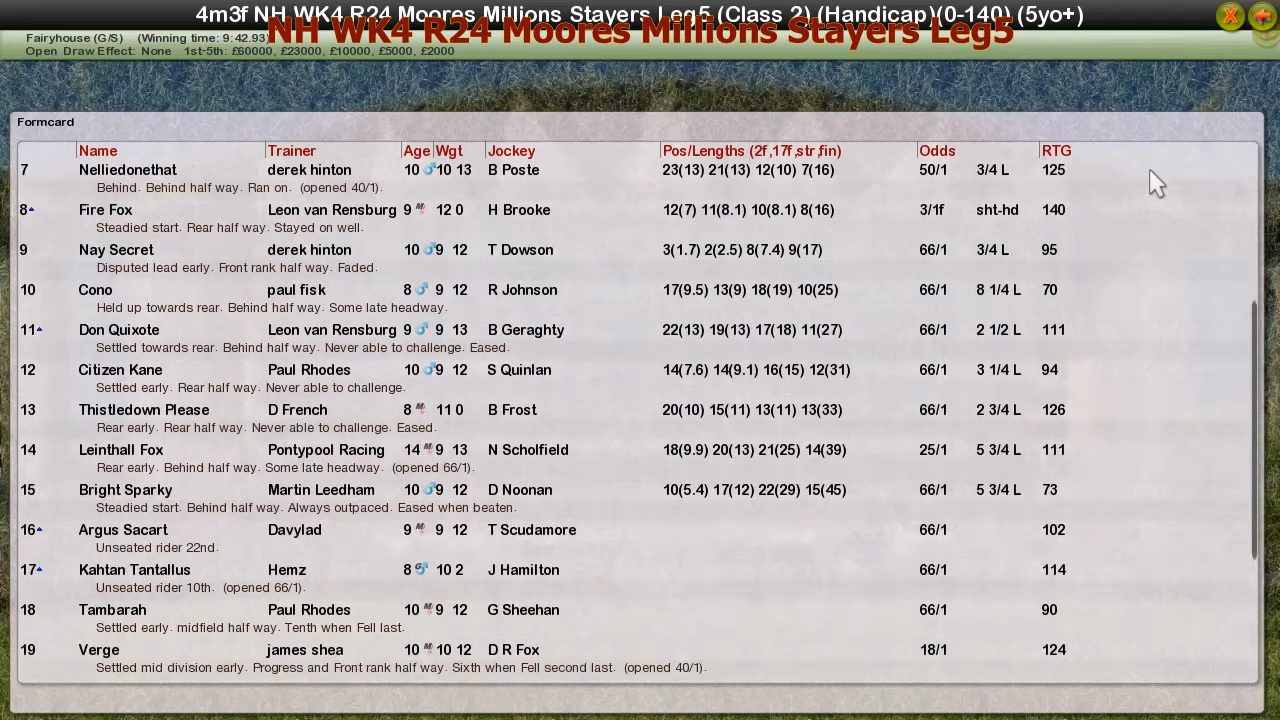 4m3f NH WK4 R24 Moores Millions Stayers Leg5 (Class 2) (Handicap)(0-140) (5yo+)
NH WK4 R24 Moores Millions Stayers Leg5
Fairyhouse (G/S) (Winning time: 9:42.93)
Open Draw Effect: None 1st-5th: £60000, £23000, £10000, £5000, £2000
Formcard
Name Trainer Age Wgt Jockey Pos/Lengths (2f,17f,str,fin) Odds RTG
7 Nelliedonethat derek hinton 10 10 13 B Poste 23(13) 21(13) 12(10) 7(16) 50/1 3/4 L 125
Behind. Behind half way. Ran on. (opened 40/1).
8 Fire Fox Leon van Rensburg 9 12 0 H Brooke 12(7) 11(8.1) 10(8.1) 8(16) 3/1f sht-hd 140
Steadied start. Rear half way. Stayed on well.
9 Nay Secret derek hinton 10 9 12 T Dowson 3(1.7) 2(2.5) 8(7.4) 9(17) 66/1 3/4 L 95
Disputed lead early. Front rank half way. Faded.
10 Cono paul fisk 8 9 12 R Johnson 17(9.5) 13(9) 18(19) 10(25) 66/1 8 1/4 L 70
Held up towards rear. Behind half way. Some late headway.
11 Don Quixote Leon van Rensburg 9 9 13 B Geraghty 22(13) 19(13) 17(18) 11(27) 66/1 2 1/2 L 111
Settled towards rear. Behind half way. Never able to challenge. Eased.
12 Citizen Kane Paul Rhodes 10 9 12 S Quinlan 14(7.6) 14(9.1) 16(15) 12(31) 66/1 3 1/4 L 94
Settled early. Rear half way. Never able to challenge.
13 Thistledown Please D French 8 11 0 B Frost 20(10) 15(11) 13(11) 13(33) 66/1 2 3/4 L 126
Rear early. Rear half way. Never able to challenge. Eased.
14 Leinthall Fox Pontypool Racing 14 9 13 N Scholfield 18(9.9) 20(13) 21(25) 14(39) 25/1 5 3/4 L 111
Rear early. Behind half way. Some late headway. (opened 66/1).
15 Bright Sparky Martin Leedham 10 9 12 D Noonan 10(5.4) 17(12) 22(29) 15(45) 66/1 5 3/4 L 73
Steadied start. Behind half way. Always outpaced. Eased when beaten.
16 Argus Sacart Davylad 9 9 12 T Scudamore 66/1 102
Unseated rider 22nd.
17 Kahtan Tantallus Hemz 8 10 2 J Hamilton 66/1 114
Unseated rider 10th. (opened 66/1).
18 Tambarah Paul Rhodes 10 9 12 G Sheehan 66/1 90
Settled early. midfield half way. Tenth when Fell last.
19 Verge james shea 10 10 12 D R Fox 18/1 124
Settled mid division early. Progress and Front rank half way. Sixth when Fell second last. (opened 40/1).